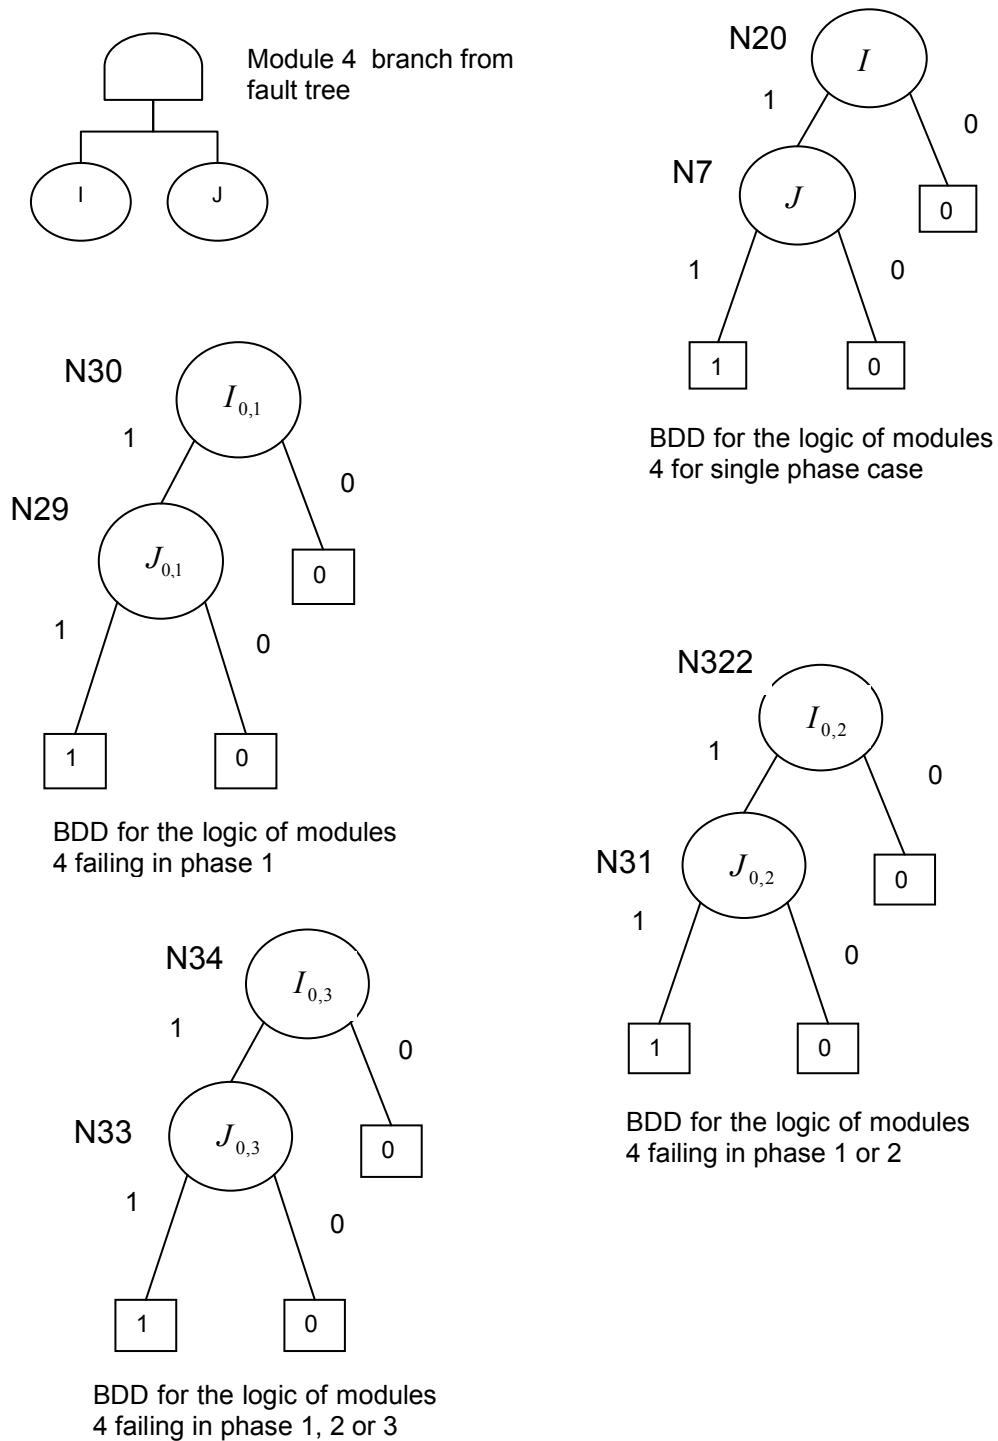 Module 4 branch from
fault tree
I
J
N20
I
1
0
N7
J
0
1
0
1
0
BDD for the logic of modules
4 for single phase case
N30
I0,1
1
0
N29
J0,1
0
1
0
1
0
BDD for the logic of modules
4 failing in phase 1
N322
I0,2
1
0
N31
J0,2
0
1
0
1
0
BDD for the logic of modules
4 failing in phase 1 or 2
N34
I0,3
1
0
N33
J0,3
0
1
0
1
0
BDD for the logic of modules
4 failing in phase 1, 2 or 3